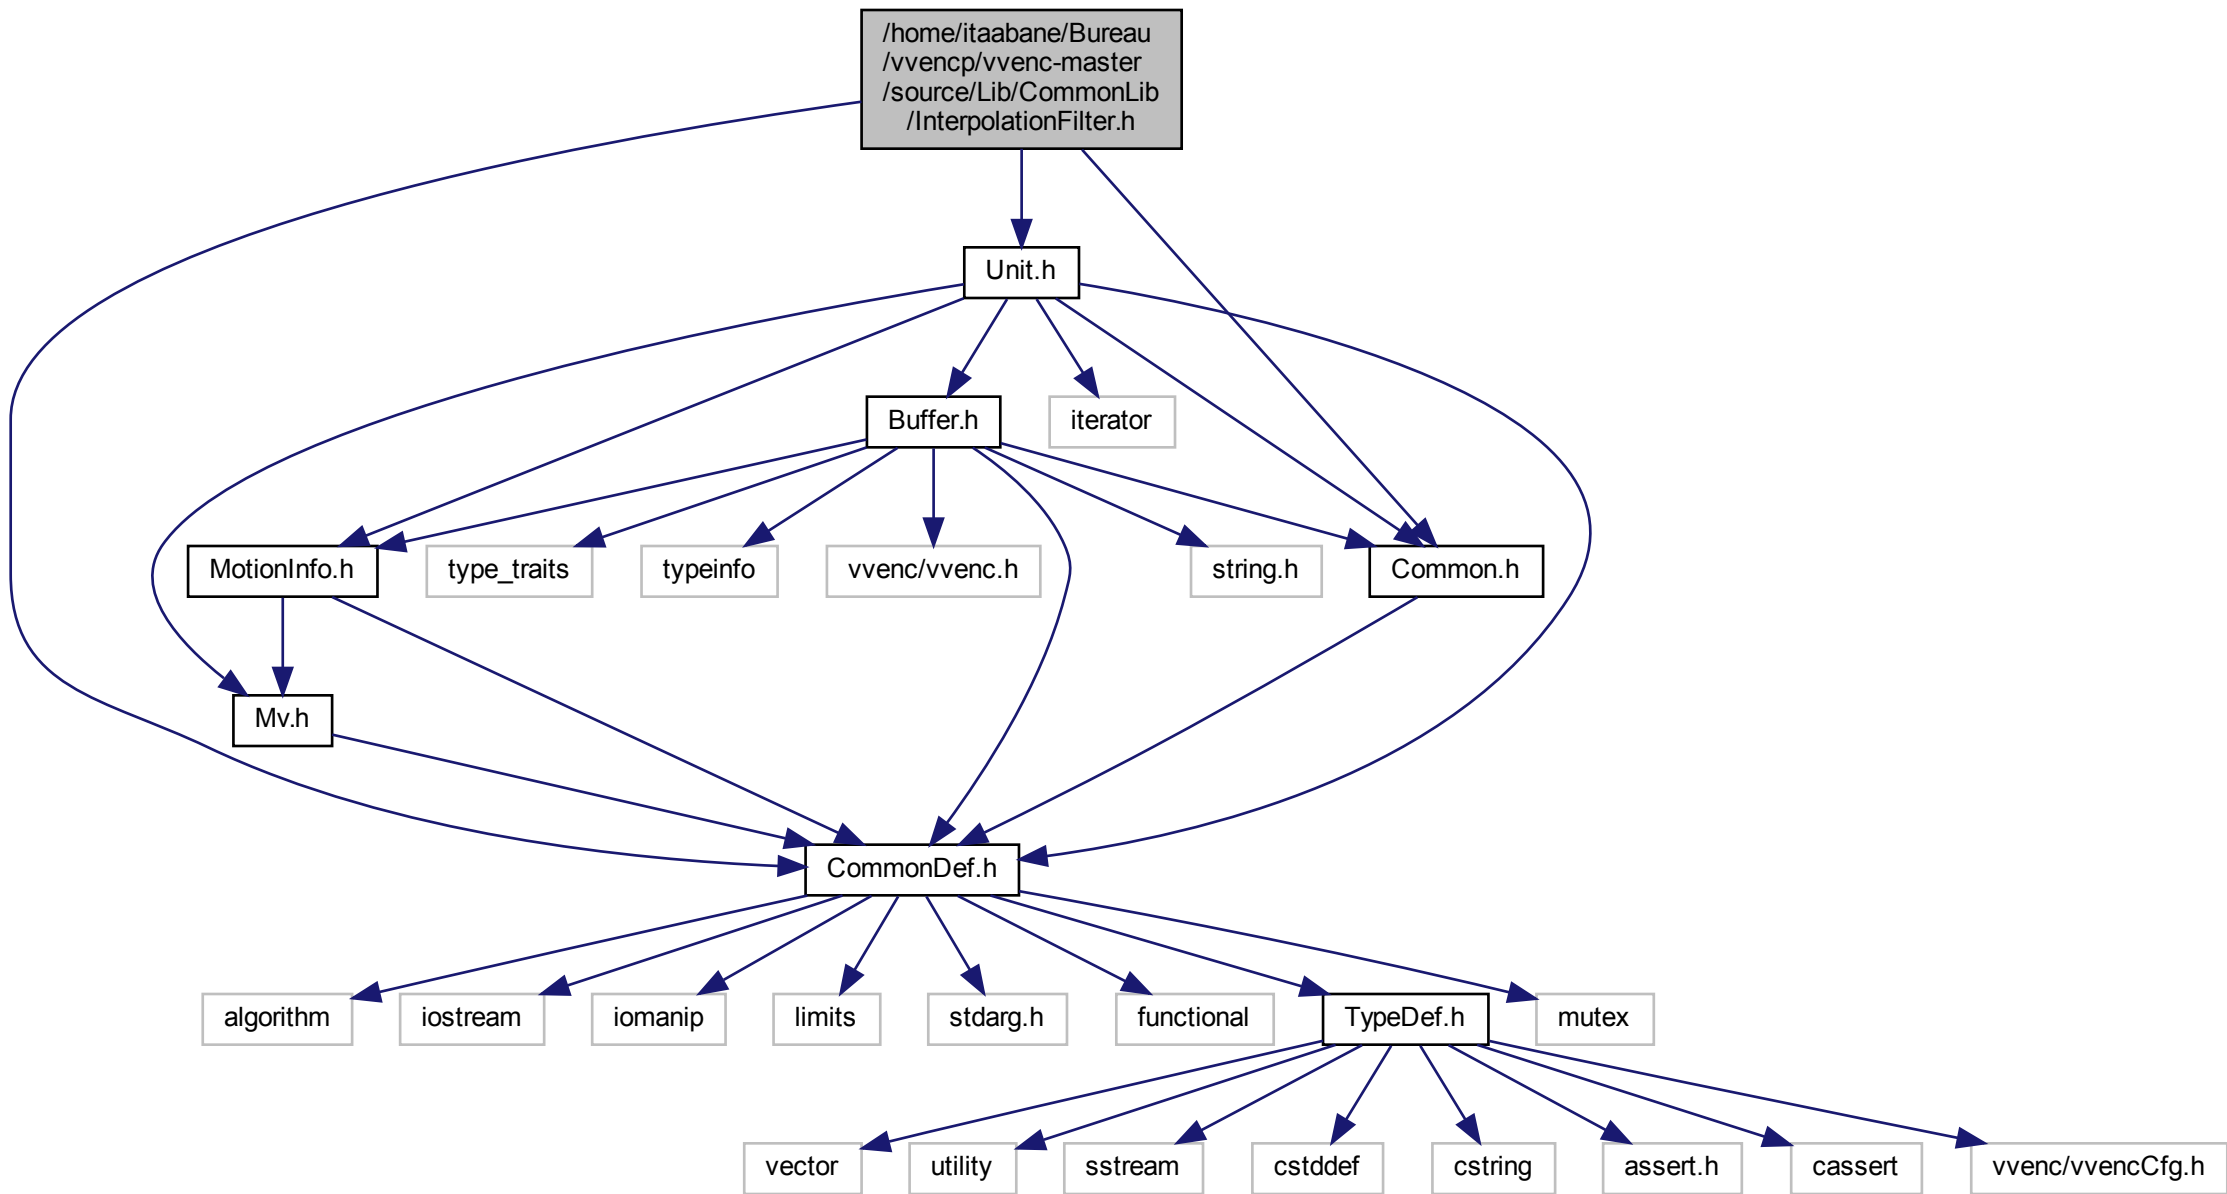 /home/itaabane/Bureau
/vvencp/vvenc-master
/source/Lib/CommonLib
/InterpolationFilter.h
Unit.h
Buffer.h
iterator
MotionInfo.h
type_traits
typeinfo
vvenc/vvenc.h
string.h
Common.h
Mv.h
CommonDef.h
algorithm
iostream
iomanip
limits
stdarg.h
functional
TypeDef.h
mutex
vector
utility
sstream
cstddef
cstring
assert.h
cassert
vvenc/vvencCfg.h